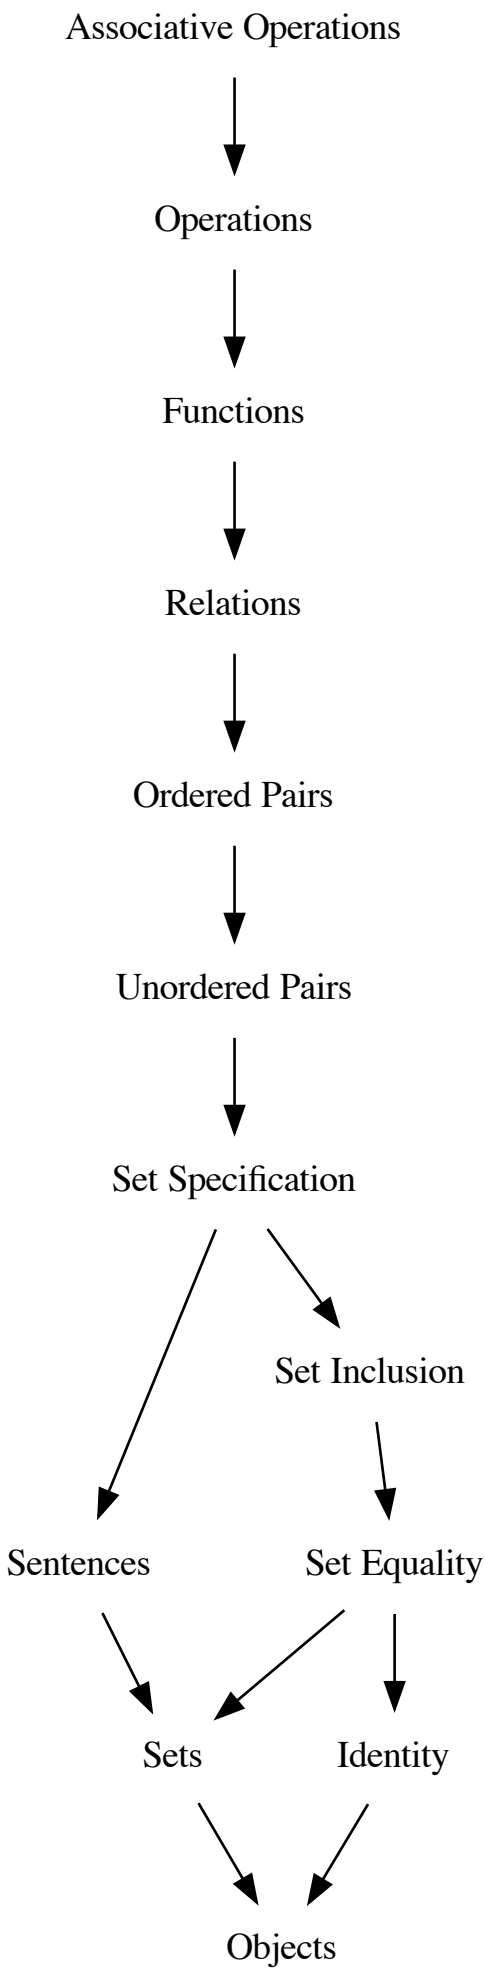 Associative Operations
Operations
Functions
Relations
Ordered Pairs
Unordered Pairs
Set Specification
Set Inclusion
Sentences
Set Equality
Sets
Identity
Objects